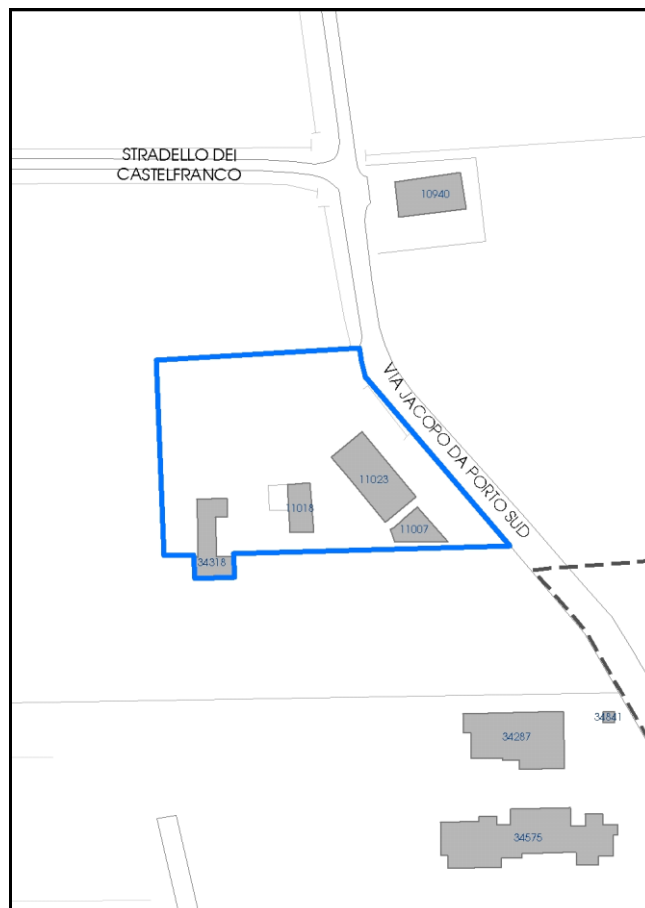 STRADELLO DEI
CASTELFRANCO
10940
VIA JACOPO DA PORTO SUD
11023
11018
11007
34318
34841
34287
34575